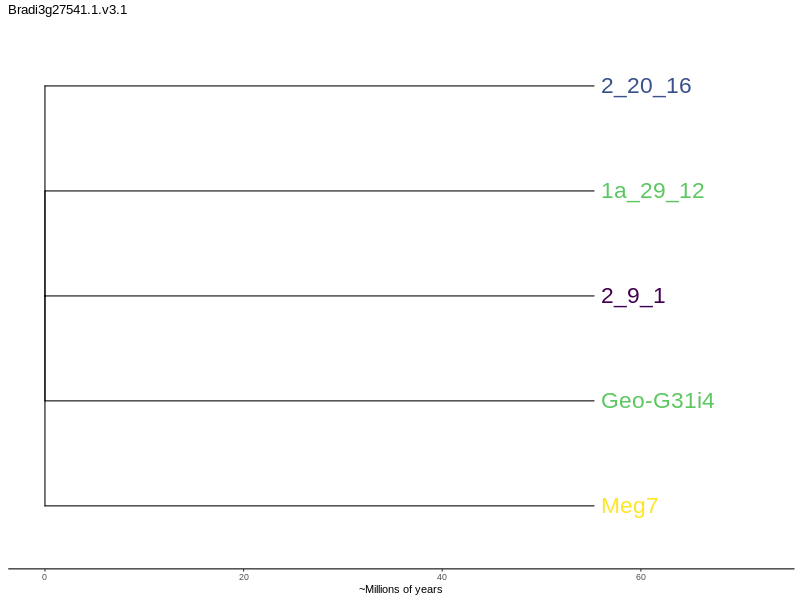 Bradi3g27541.1.v3.1
2_20_16
1a_29_12
2_9_1
Geo-G31i4
Meg7
0 20 40 60
~Millions of years